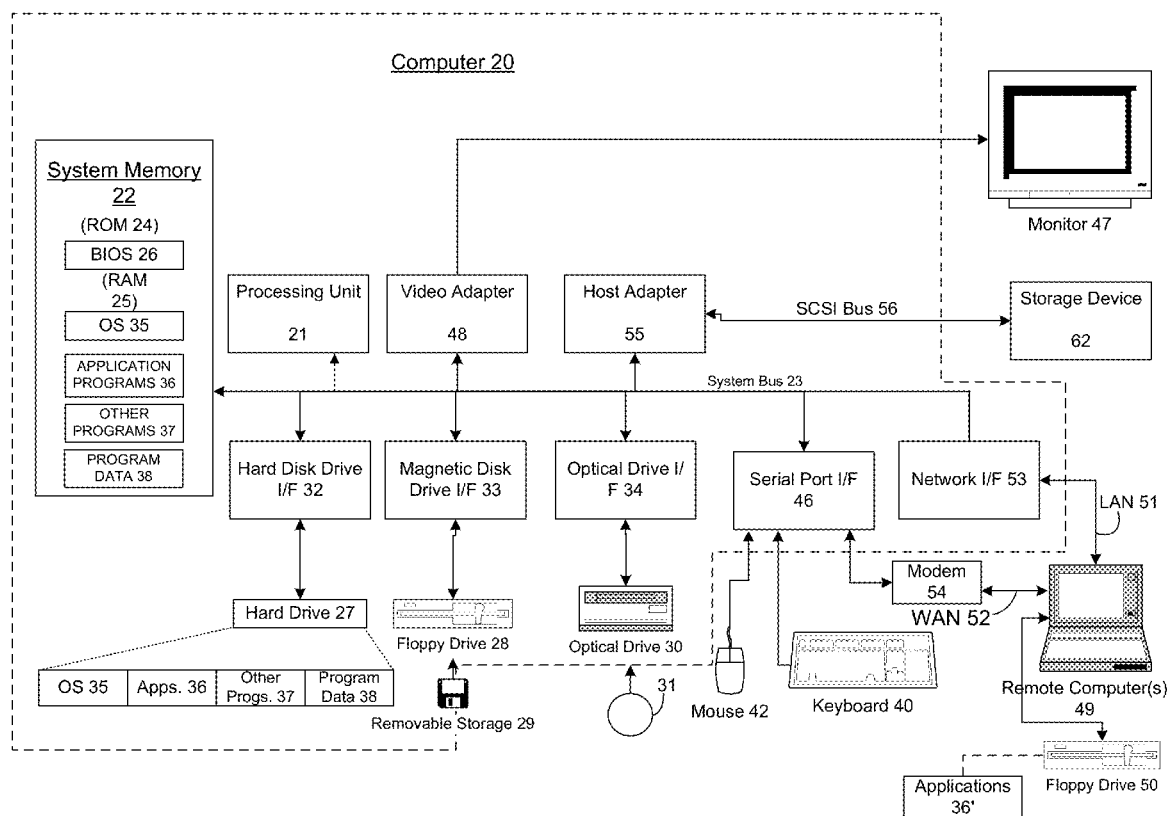 Computer 20
System Memory
22
(ROM 24)
BIOS 26
(RAM
25)
OS 35
APPLICATION
PROGRAMS 36
OTHER
PROGRAMS 37
PROGRAM
DATA 38
Processing Unit
21
Video Adapter
48
Host Adapter
55
SCSI Bus 56
Monitor 47
Storage Device
62
System Bus 23
Hard Disk Drive
I/F 32
Magnetic Disk
Drive I/F 33
Optical Drive I/
F 34
Serial Port I/F
46
Network I/F 53
LAN 51
Modem
54
WAN 52
Hard Drive 27
Floppy Drive 28
Optical Drive 30
OS 35
Apps. 36
Other
Progs. 37
Program
Data 38
Removable Storage 29
31
Mouse 42
Keyboard 40
Remote Computer(s)
49
Floppy Drive 50
Applications
36'